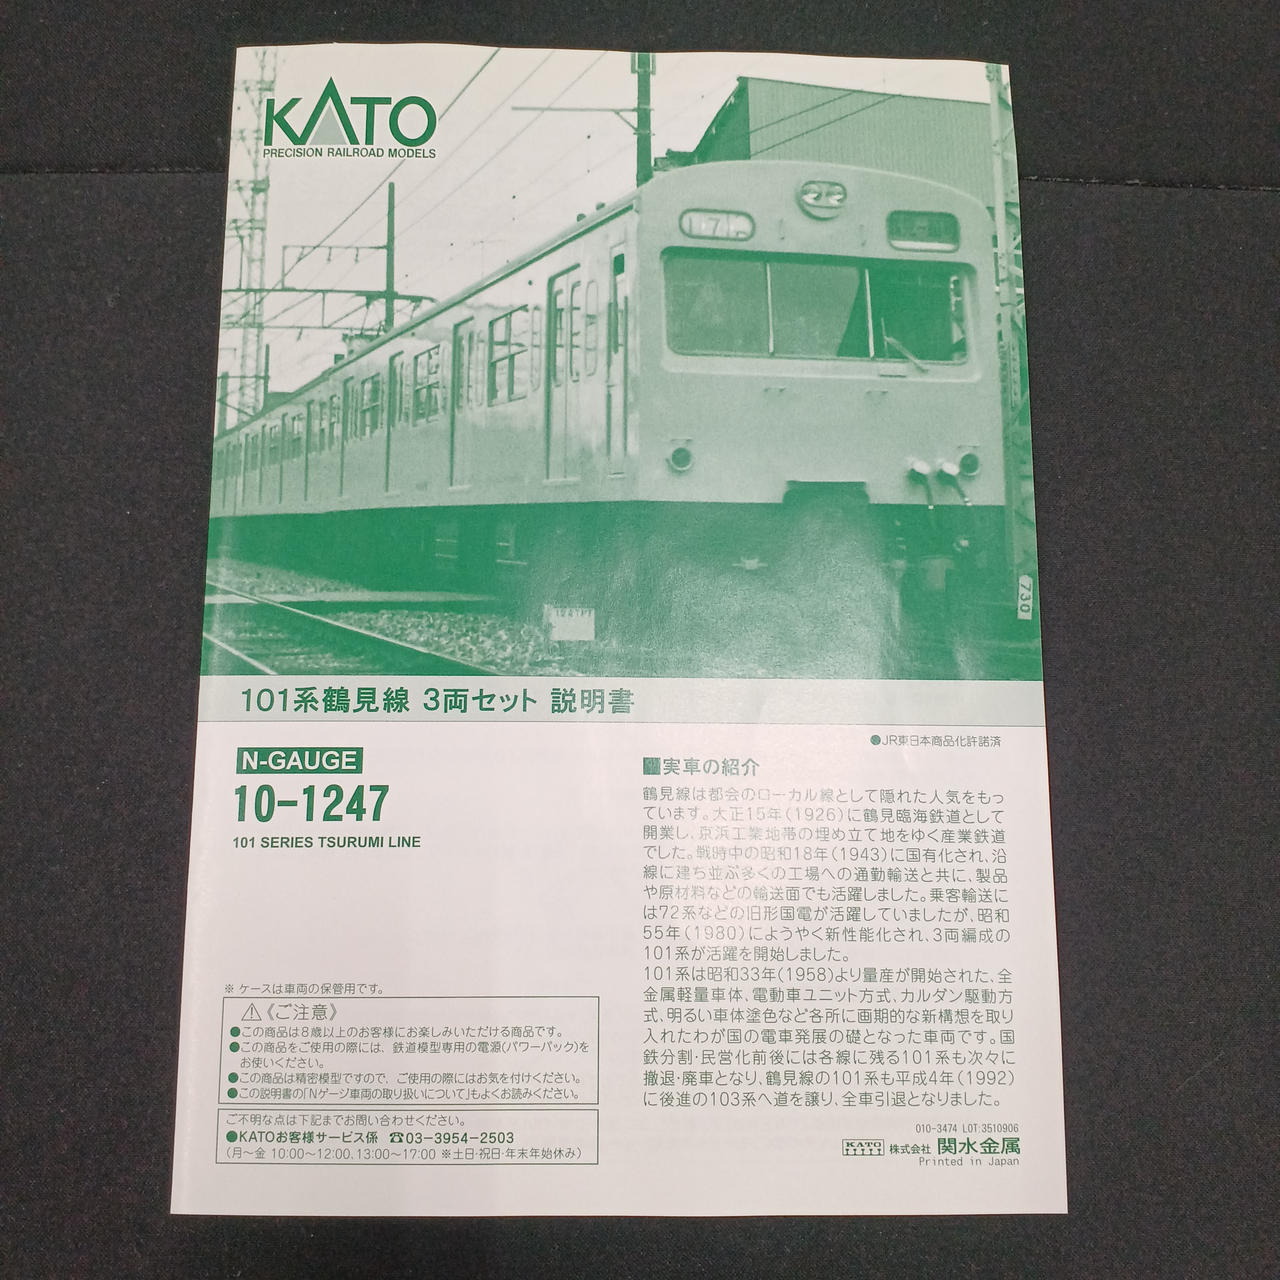 KATO
PRECISION RAILROAD MODELS
730
101系鶴見線 3両セット 説明書
●JR東日本商品化許諾済
N-GAUGE
10-1247
101 SERIES TSURUMI LINE
実車の紹介
鶴見線は都会のローカル線として隠れた人気をもっ
ています。大正15年(1926)に鶴見臨海鉄道として
開業し、京浜工業地帯の埋め立て地をゆく産業鉄道
でした。戦時中の昭和18年(1943)に国有化され、沿
線に建ち並ぶ多くの工場への通勤輸送と共に、製品
や原材料などの輸送面でも活躍しました。乗客輸送に
は72系などの旧形国電が活躍していましたが、昭和
55年(1980)にようやく新性能化され、3両編成の
101系が活躍を開始しました。
101系は昭和33年(1958)より量産が開始された、全
金属軽量車体、電動車ユニット方式、カルダン駆動方
式、明るい車体塗色など各所に画期的な新構想を取り
入れたわが国の電車発展の礎となった車両です。国
鉄分割・民営化前後には各線に残る101系も次々に
撤退・廃車となり、鶴見線の101系も平成4年(1992)
に後進の103系へ道を譲り、全車引退となりました。
※ ケースは車両の保管用です。
⚠《ご注意》
●この商品は8歳以上のお客様にお楽しみいただける商品です。
●この商品をご使用の際には、鉄道模型専用の電源(パワーパック)を
お使いください。
●この商品は精密模型ですので、ご使用の際にはお気を付けください。
●この説明書の「Nゲージ車両の取り扱いについて」もよくお読みください。
ご不明な点は下記までお問い合わせください。
●KATOお客様サービス係 ☎03-3954-2503
(月〜金 10:00〜12:00、13:00〜17:00 ※土日・祝日・年末年始休み)
010-3474 LOT:3510906
KATO 株式会社 関水金属
Printed in Japan